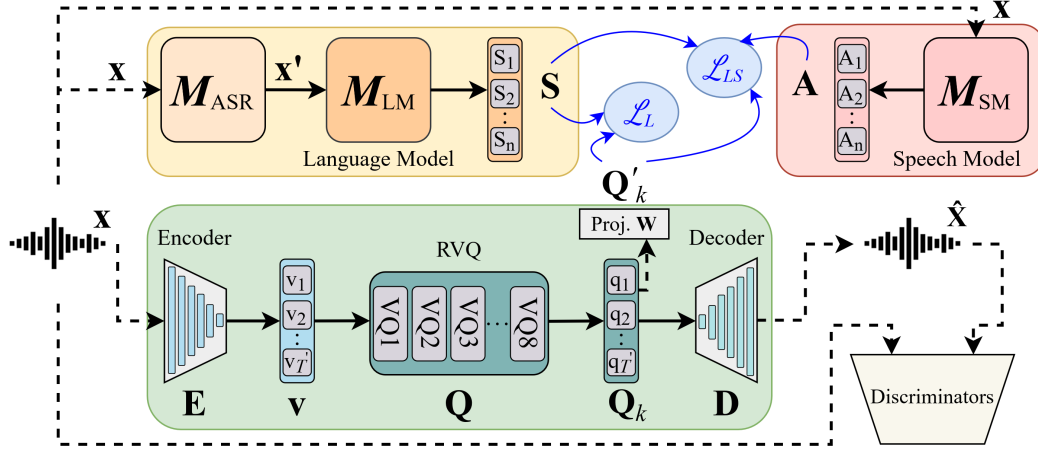 x
x
M_ASR
x'
M_LM
S_1
S_2
⋮
S_n
S
Language Model
ℒ_LS
ℒ_L
A
A_1
A_2
⋮
A_n
M_SM
Speech Model
Q'_k
Proj. W
x
Encoder
RVQ
Decoder
x̂
v_1
v_2
⋮
v_T'
VQ1
VQ2
VQ3
...
VQ8
q_1
q_2
⋮
q_T'
E
v
Q
Q_k
D
Discriminators